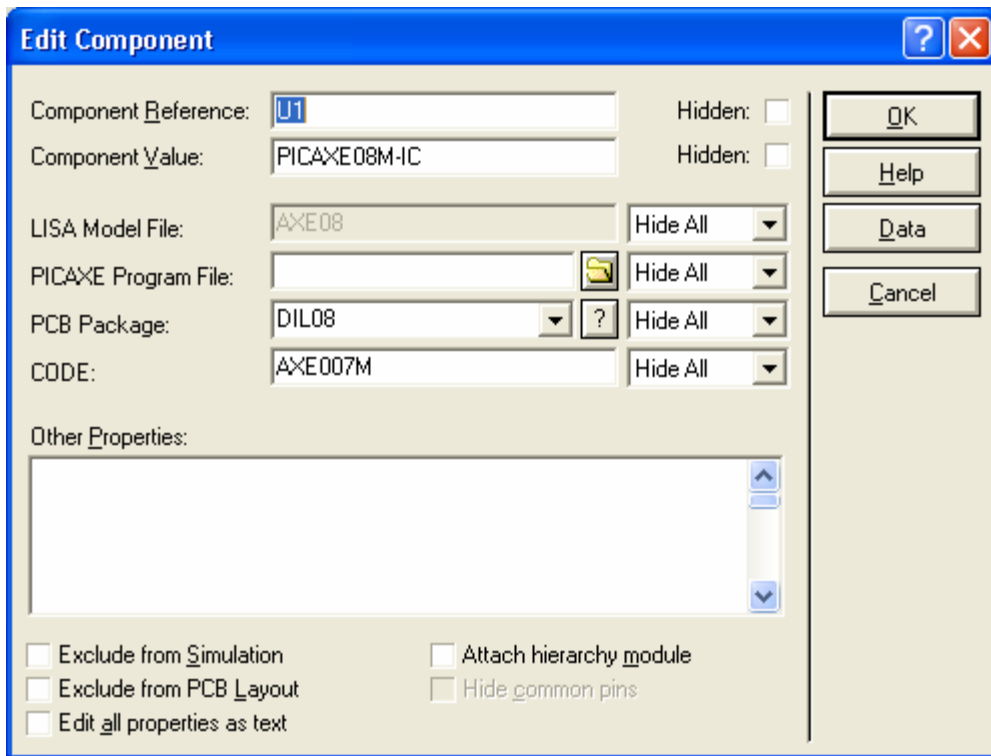 Edit Component
Component Reference: U1 Hidden:
Component Value: PICAXE08M-IC Hidden:
LISA Model File: AXE08 Hide All
PICAXE Program File: Hide All
PCB Package: DIL08 ? Hide All
CODE: AXE007M Hide All
Other Properties:
Exclude from Simulation Attach hierarchy module
Exclude from PCB Layout Hide common pins
Edit all properties as text
?
OK
Help
Data
Cancel